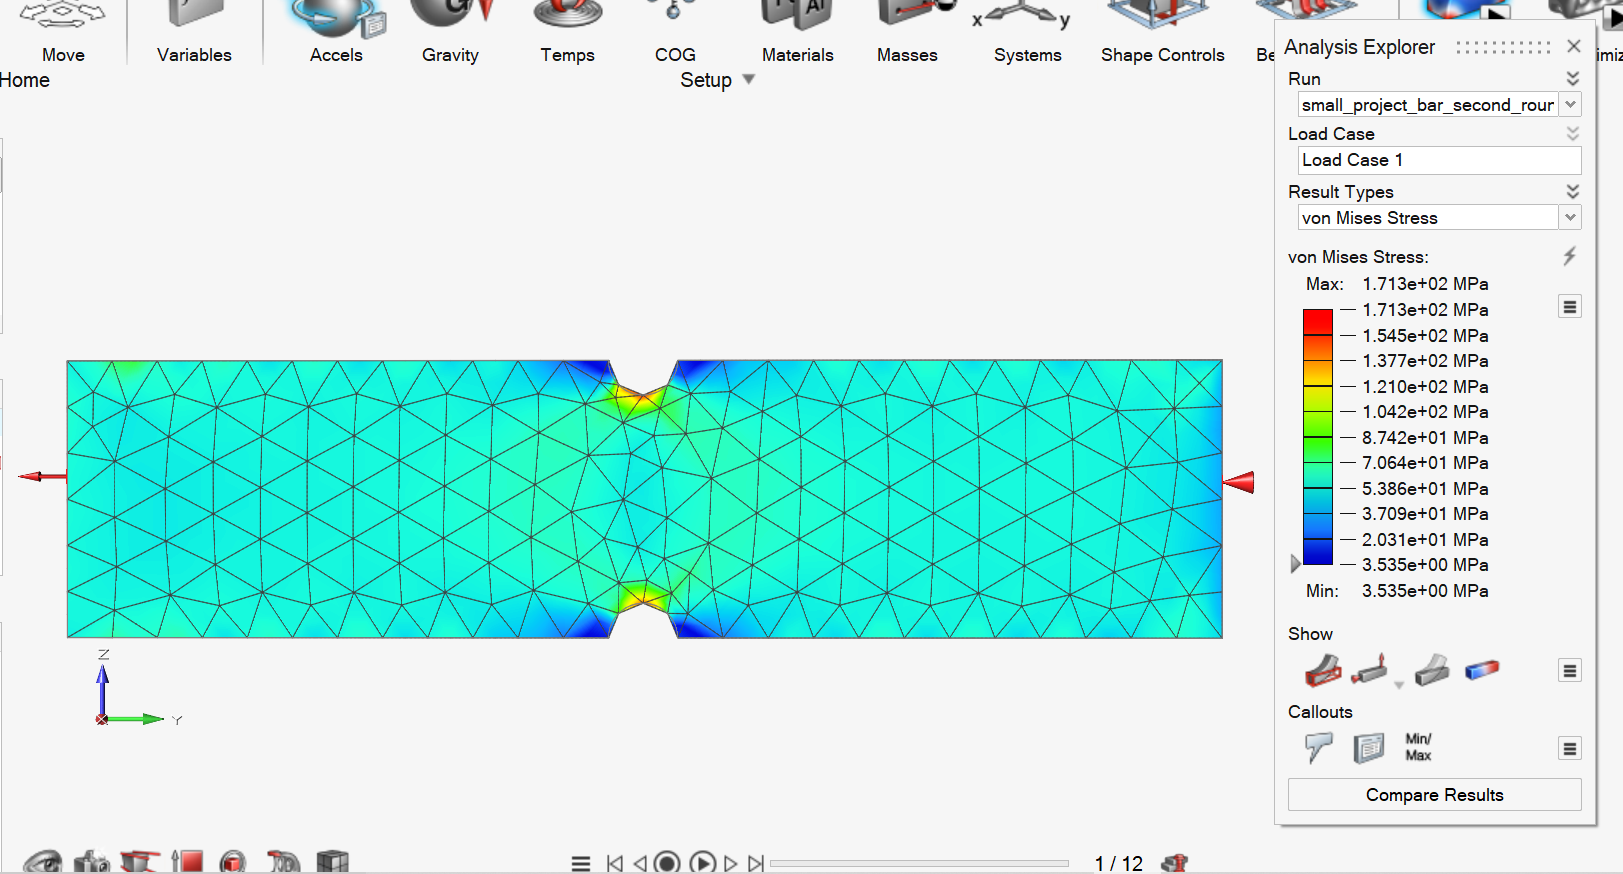 Move
Variables
Accels
Gravity
Temps
COG
Materials
Masses
Systems
Shape Controls
Be
Home
Setup
x
y
Analysis Explorer
Run
small_project_bar_second_rour
Load Case
Load Case 1
Result Types
von Mises Stress
von Mises Stress:
Max: 1.713e+02 MPa
1.713e+02 MPa
1.545e+02 MPa
1.377e+02 MPa
1.210e+02 MPa
1.042e+02 MPa
8.742e+01 MPa
7.064e+01 MPa
5.386e+01 MPa
3.709e+01 MPa
2.031e+01 MPa
3.535e+00 MPa
Min: 3.535e+00 MPa
Show
Callouts
Min/
Max
Compare Results
Z
Y
1 / 12